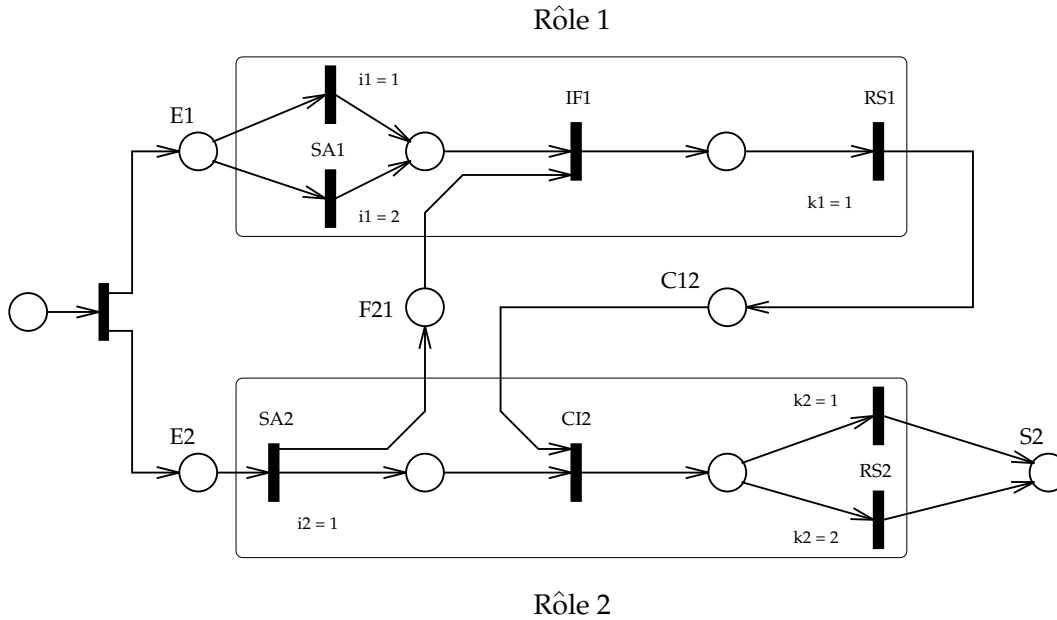 Rôle 1
i1 = 1
IF1
RS1
E1
SA1
i1 = 2
k1 = 1
F21
C12
SA2
CI2
k2 = 1
E2
S2
RS2
i2 = 1
k2 = 2
Rôle 2